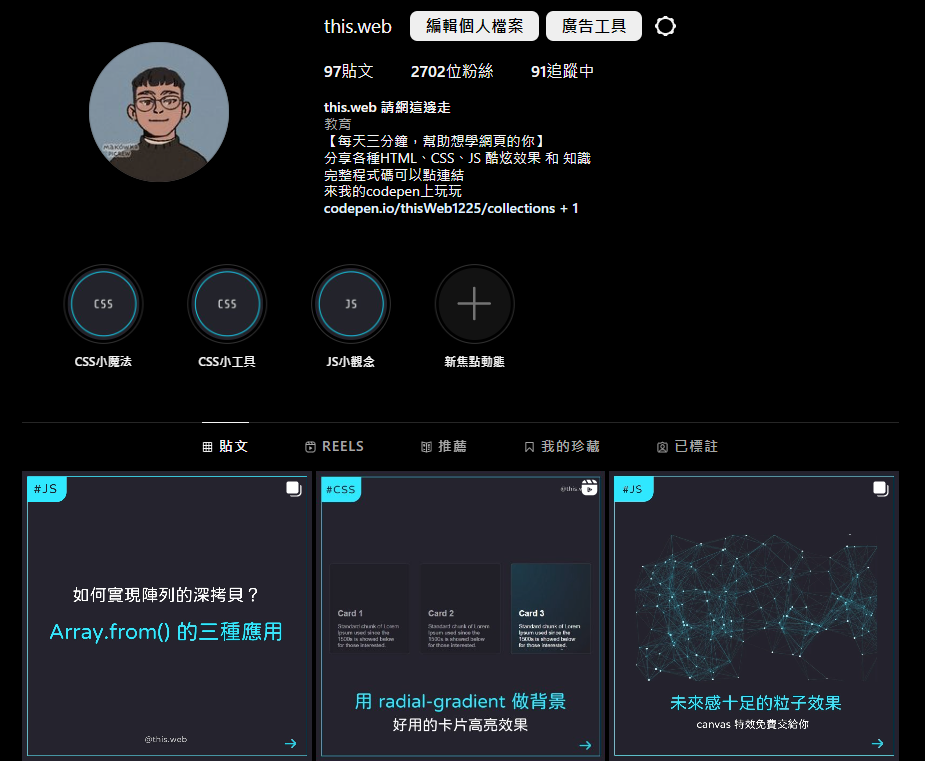 this.web 編輯個人檔案 廣告工具
97貼文 2702位粉絲 91追蹤中
this.web 請網這邊走
教育
【每天三分鐘，幫助想學網頁的你】
分享各種HTML、CSS、JS 酷炫效果 和 知識
完整程式碼可以點連結
來我的codepen上玩玩
codepen.io/thisWeb1225/collections + 1
MAKOWKA
PICREW
CSS CSS JS
CSS小魔法 CSS小工具 JS小觀念 新焦點動態
貼文 REELS 推薦 我的珍藏 已標註
#JS
如何實現陣列的深拷貝？
Array.from() 的三種應用
@this.web
#CSS
Card 1
Standard chunk of Lorem
Ipsum used since the
1500s is showed below
for those interested.
Card 2
Standard chunk of Lorem
Ipsum used since the
1500s is showed below
for those interested.
Card 3
Standard chunk of Lorem
Ipsum used since the
1500s is showed below
for those interested.
用 radial-gradient 做背景
好用的卡片高亮效果
#JS
未來感十足的粒子效果
canvas 特效免費交給你